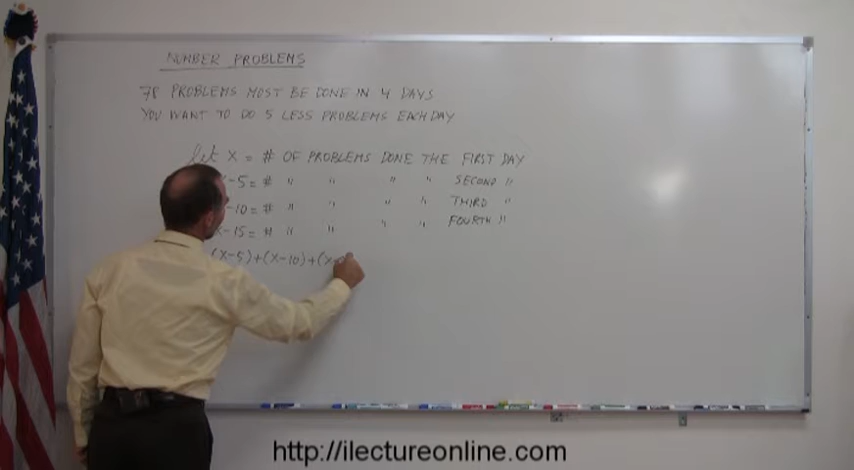 NUMBER PROBLEMS
78 PROBLEMS MOST BE DONE IN 4 DAYS
YOU WANT TO DO 5 LESS PROBLEMS EACH DAY
let X = # OF PROBLEMS DONE THE FIRST DAY
X-5 = # " " " " SECOND "
-10 = # " " " " THIRD "
X-15 = # " " " " FOURTH "
(X-5)+(X-10)+(X-
http://ilectureonline.com